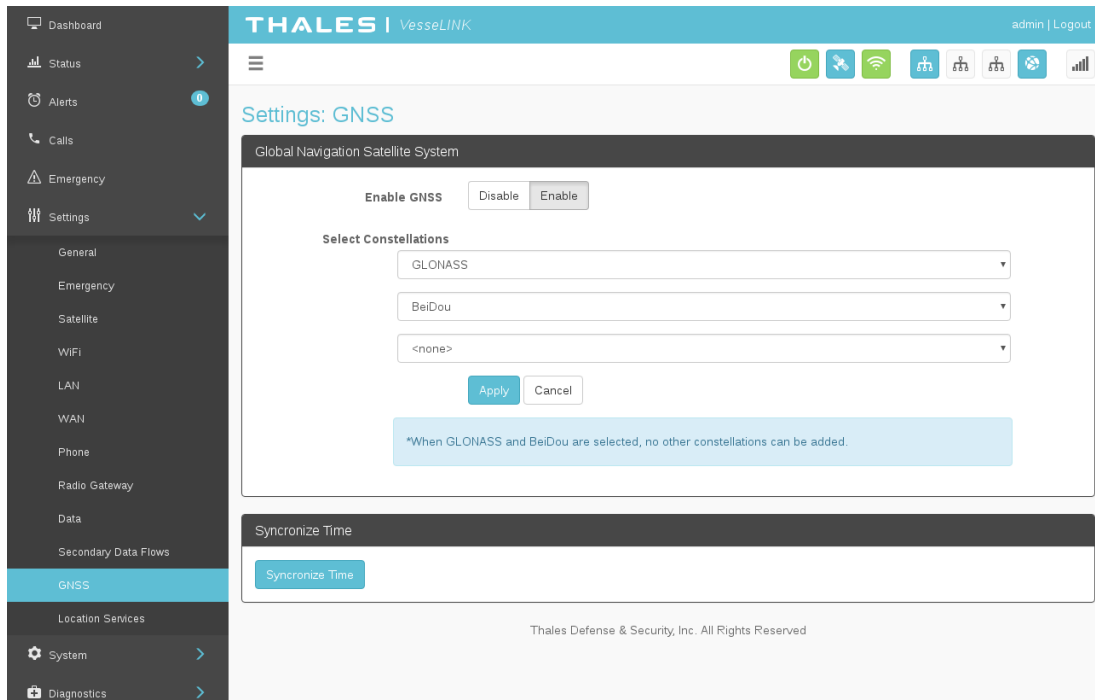 Dashboard
Status
Alerts
0
Calls
Emergency
Settings
General
Emergency
Satellite
WiFi
LAN
WAN
Phone
Radio Gateway
Data
Secondary Data Flows
GNSS
Location Services
System
Diagnostics
THALES | VesseLINK
admin | Logout
Settings: GNSS
Global Navigation Satellite System
Enable GNSS Disable Enable
Select Constellations
GLONASS
BeiDou
<none>
Apply Cancel
*When GLONASS and BeiDou are selected, no other constellations can be added.
Syncronize Time
Syncronize Time
Thales Defense & Security, Inc. All Rights Reserved